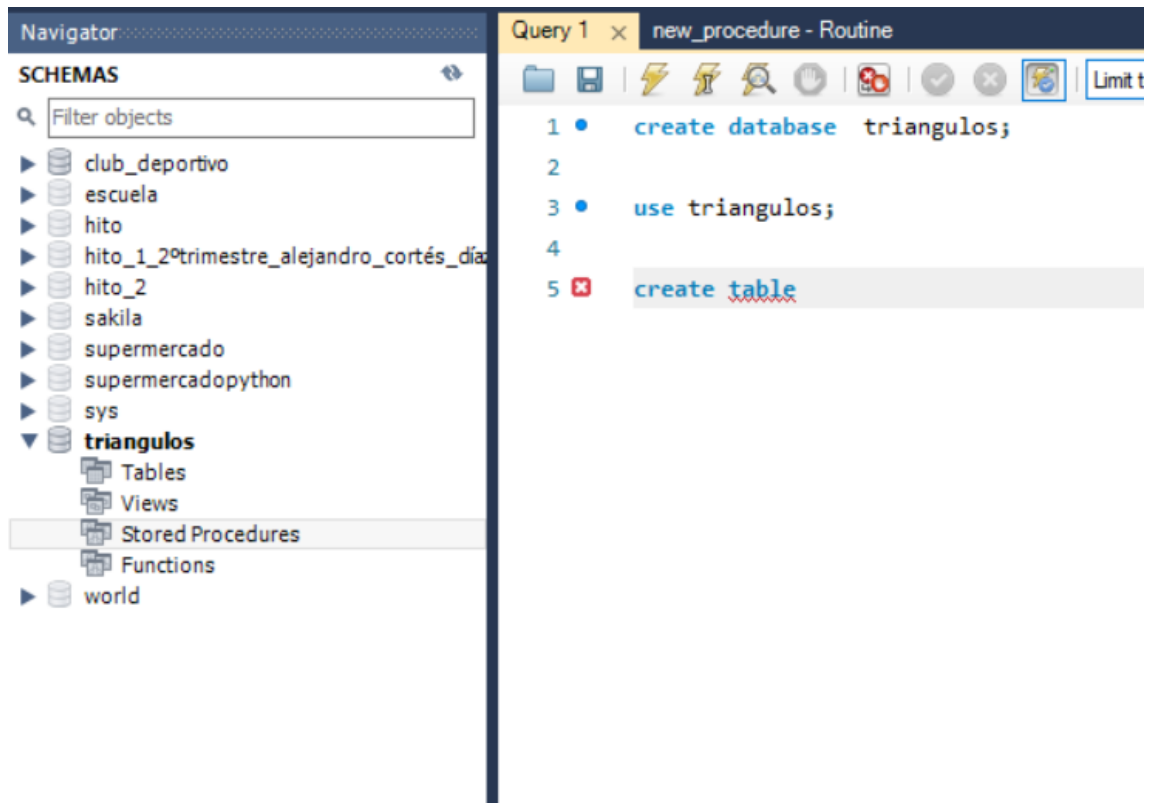 Navigator
SCHEMAS
Filter objects
club_deportivo
escuela
hito
hito_1_2ºtrimestre_alejandro_cortés_díaz
hito_2
sakila
supermercado
supermercadopython
sys
triangulos
Tables
Views
Stored Procedures
Functions
world
Query 1 new_procedure - Routine
Limit t
1 create database triangulos;
2
3 use triangulos;
4
5 create table